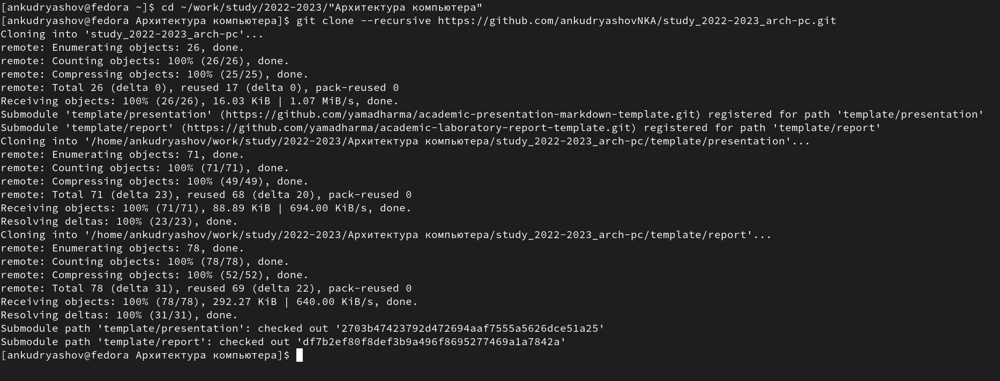 [ankudryashov@fedora ~]$ cd ~/work/study/2022-2023/"Архитектура компьютера"
[ankudryashov@fedora Архитектура компьютера]$ git clone --recursive https://github.com/ankudryashovNKA/study_2022-2023_arch-pc.git
Cloning into 'study_2022-2023_arch-pc'...
remote: Enumerating objects: 26, done.
remote: Counting objects: 100% (26/26), done.
remote: Compressing objects: 100% (25/25), done.
remote: Total 26 (delta 0), reused 17 (delta 0), pack-reused 0
Receiving objects: 100% (26/26), 16.03 KiB | 1.07 MiB/s, done.
Submodule 'template/presentation' (https://github.com/yamadharma/academic-presentation-markdown-template.git) registered for path 'template/presentation'
Submodule 'template/report' (https://github.com/yamadharma/academic-laboratory-report-template.git) registered for path 'template/report'
Cloning into '/home/ankudryashov/work/study/2022-2023/Архитектура компьютера/study_2022-2023_arch-pc/template/presentation'...
remote: Enumerating objects: 71, done.
remote: Counting objects: 100% (71/71), done.
remote: Compressing objects: 100% (49/49), done.
remote: Total 71 (delta 23), reused 68 (delta 20), pack-reused 0
Receiving objects: 100% (71/71), 88.89 KiB | 694.00 KiB/s, done.
Resolving deltas: 100% (23/23), done.
Cloning into '/home/ankudryashov/work/study/2022-2023/Архитектура компьютера/study_2022-2023_arch-pc/template/report'...
remote: Enumerating objects: 78, done.
remote: Counting objects: 100% (78/78), done.
remote: Compressing objects: 100% (52/52), done.
remote: Total 78 (delta 31), reused 69 (delta 22), pack-reused 0
Receiving objects: 100% (78/78), 292.27 KiB | 640.00 KiB/s, done.
Resolving deltas: 100% (31/31), done.
Submodule path 'template/presentation': checked out '2703b47423792d472694aaf7555a5626dce51a25'
Submodule path 'template/report': checked out 'df7b2ef80f8def3b9a496f8695277469a1a7842a'
[ankudryashov@fedora Архитектура компьютера]$